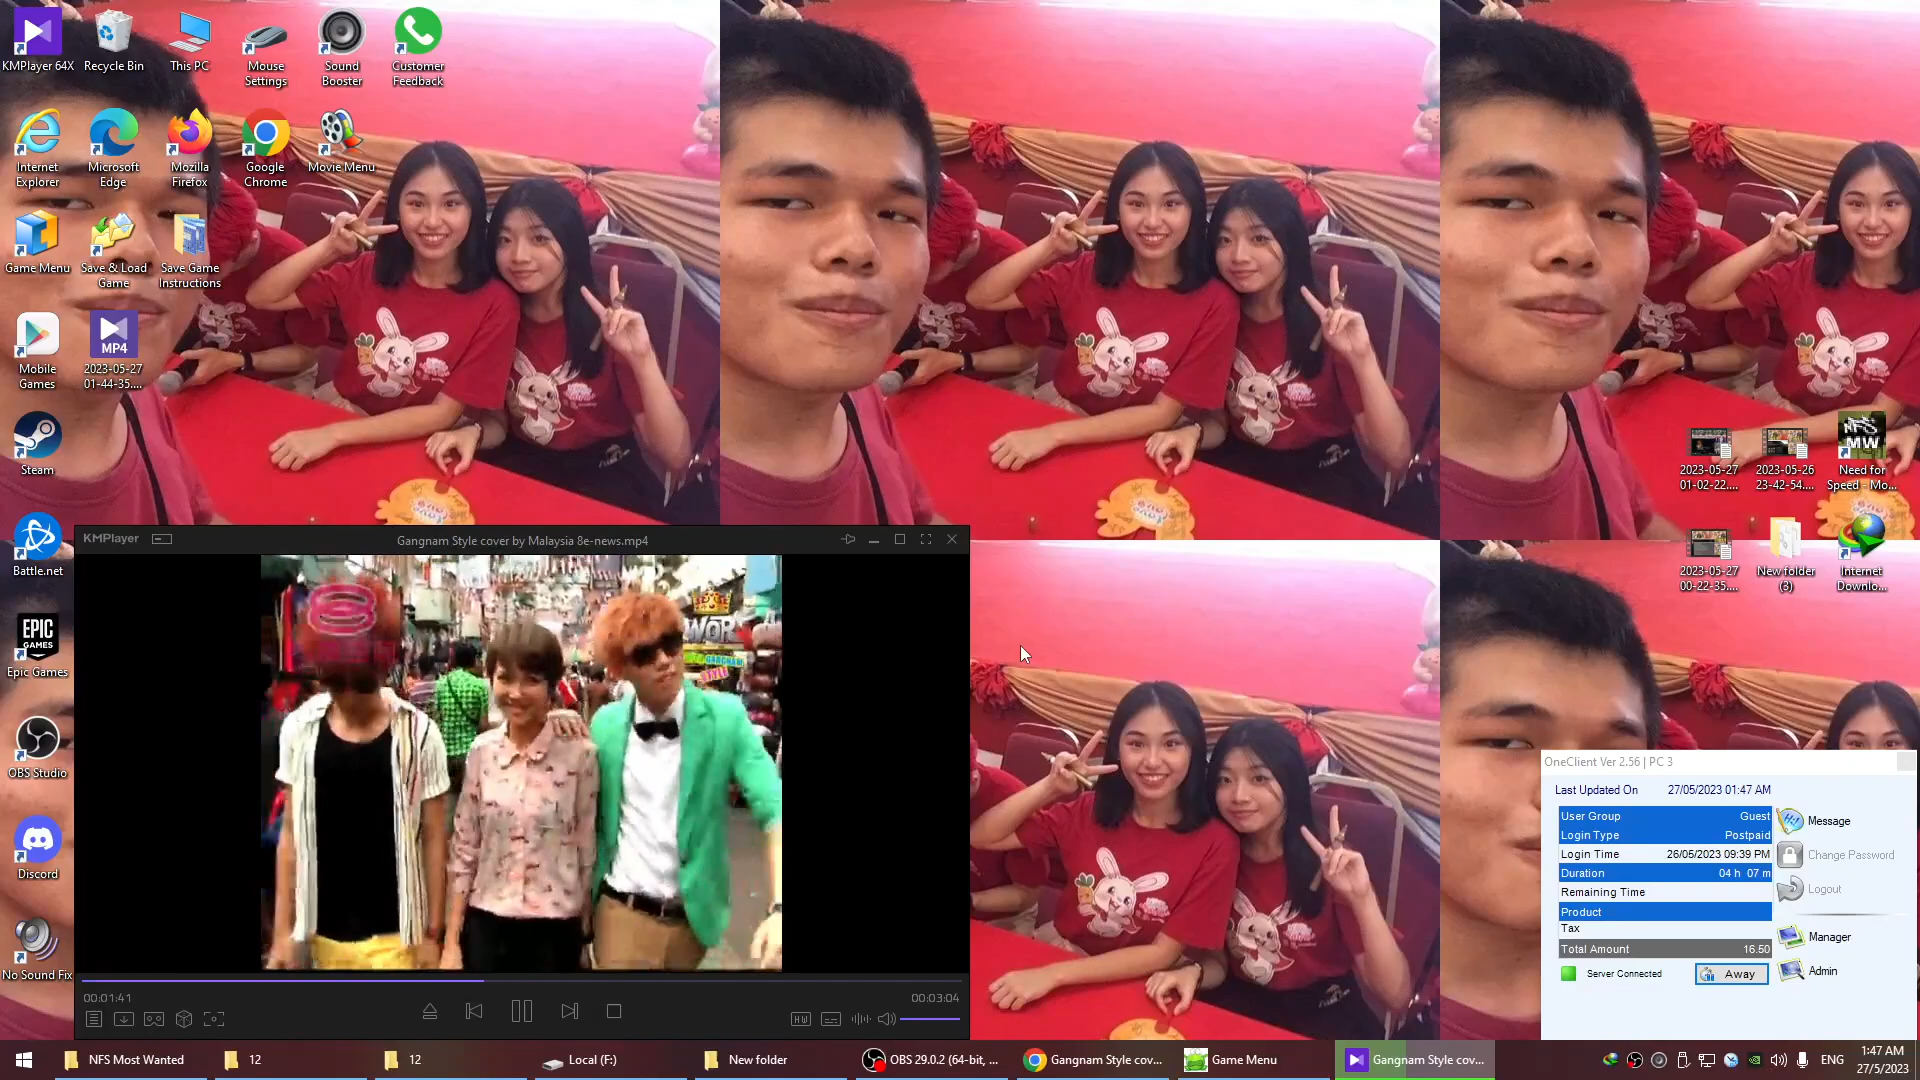 KMPlayer 64X
Recycle Bin
This PC
Mouse
Settings
Sound
Booster
Customer
Feedback
Internet
Explorer
Microsoft
Edge
Mozilla
Firefox
Google
Chrome
Movie Menu
Game Menu
Save & Load
Game
Save Game
Instructions
Mobile
Games
MP4
2023-05-27
01-44-35....
Steam
Battle.net
EPIC
GAMES
Epic Games
OBS Studio
Discord
No Sound Fix
2023-05-27
01-02-22....
2023-05-26
23-42-54....
NFS
MW
Need for
Speed - Mo...
2023-05-27
00-22-35....
New folder
(3)
Internet
Downlo...
KMPlayer
Gangnam Style cover by Malaysia 8e-news.mp4
GANGNAM
STYLE
00:01:41
00:03:04
HW
OneClient Ver 2.56 | PC 3
Last Updated On 27/05/2023 01:47 AM
User Group Guest
Login Type Postpaid
Login Time 26/05/2023 09:39 PM
Duration 04 h 07 m
Remaining Time
Product
Tax
Total Amount 16.50
Server Connected
Away
Message
Change Password
Logout
Manager
Admin
NFS Most Wanted
12
12
Local (F:)
New folder
OBS 29.0.2 (64-bit, ...
Gangnam Style cov...
Game Menu
Gangnam Style cov...
ENG
1:47 AM
27/5/2023